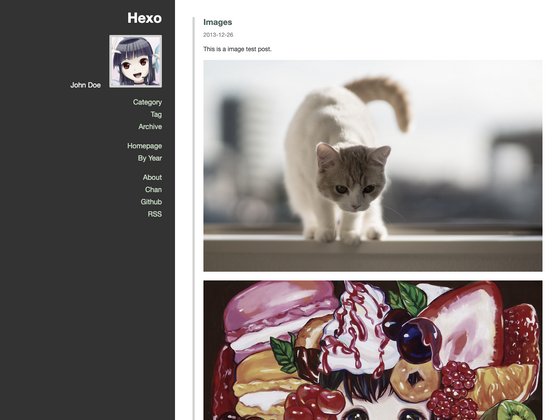 Hexo
John Doe
Category
Tag
Archive
Homepage
By Year
About
Chan
Github
RSS
Images
2013-12-26
This is a image test post.